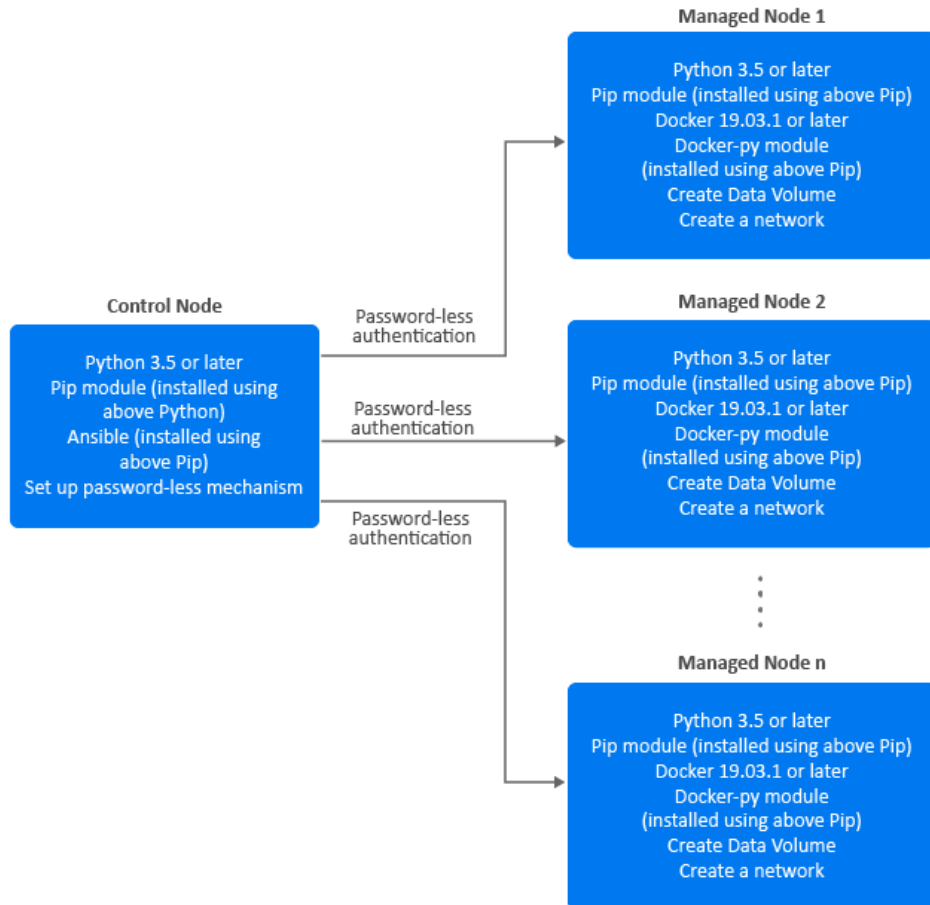 Managed Node 1
Python 3.5 or later
Pip module (installed using above Pip)
Docker 19.03.1 or later
Docker-py module
(installed using above Pip)
Create Data Volume
Create a network
Control Node
Python 3.5 or later
Pip module (installed using
above Python)
Ansible (installed using
above Pip)
Set up password-less mechanism
Password-less
authentication
Password-less
authentication
Password-less
authentication
Managed Node 2
Python 3.5 or later
Pip module (installed using above Pip)
Docker 19.03.1 or later
Docker-py module
(installed using above Pip)
Create Data Volume
Create a network
Managed Node n
Python 3.5 or later
Pip module (installed using above Pip)
Docker 19.03.1 or later
Docker-py module
(installed using above Pip)
Create Data Volume
Create a network